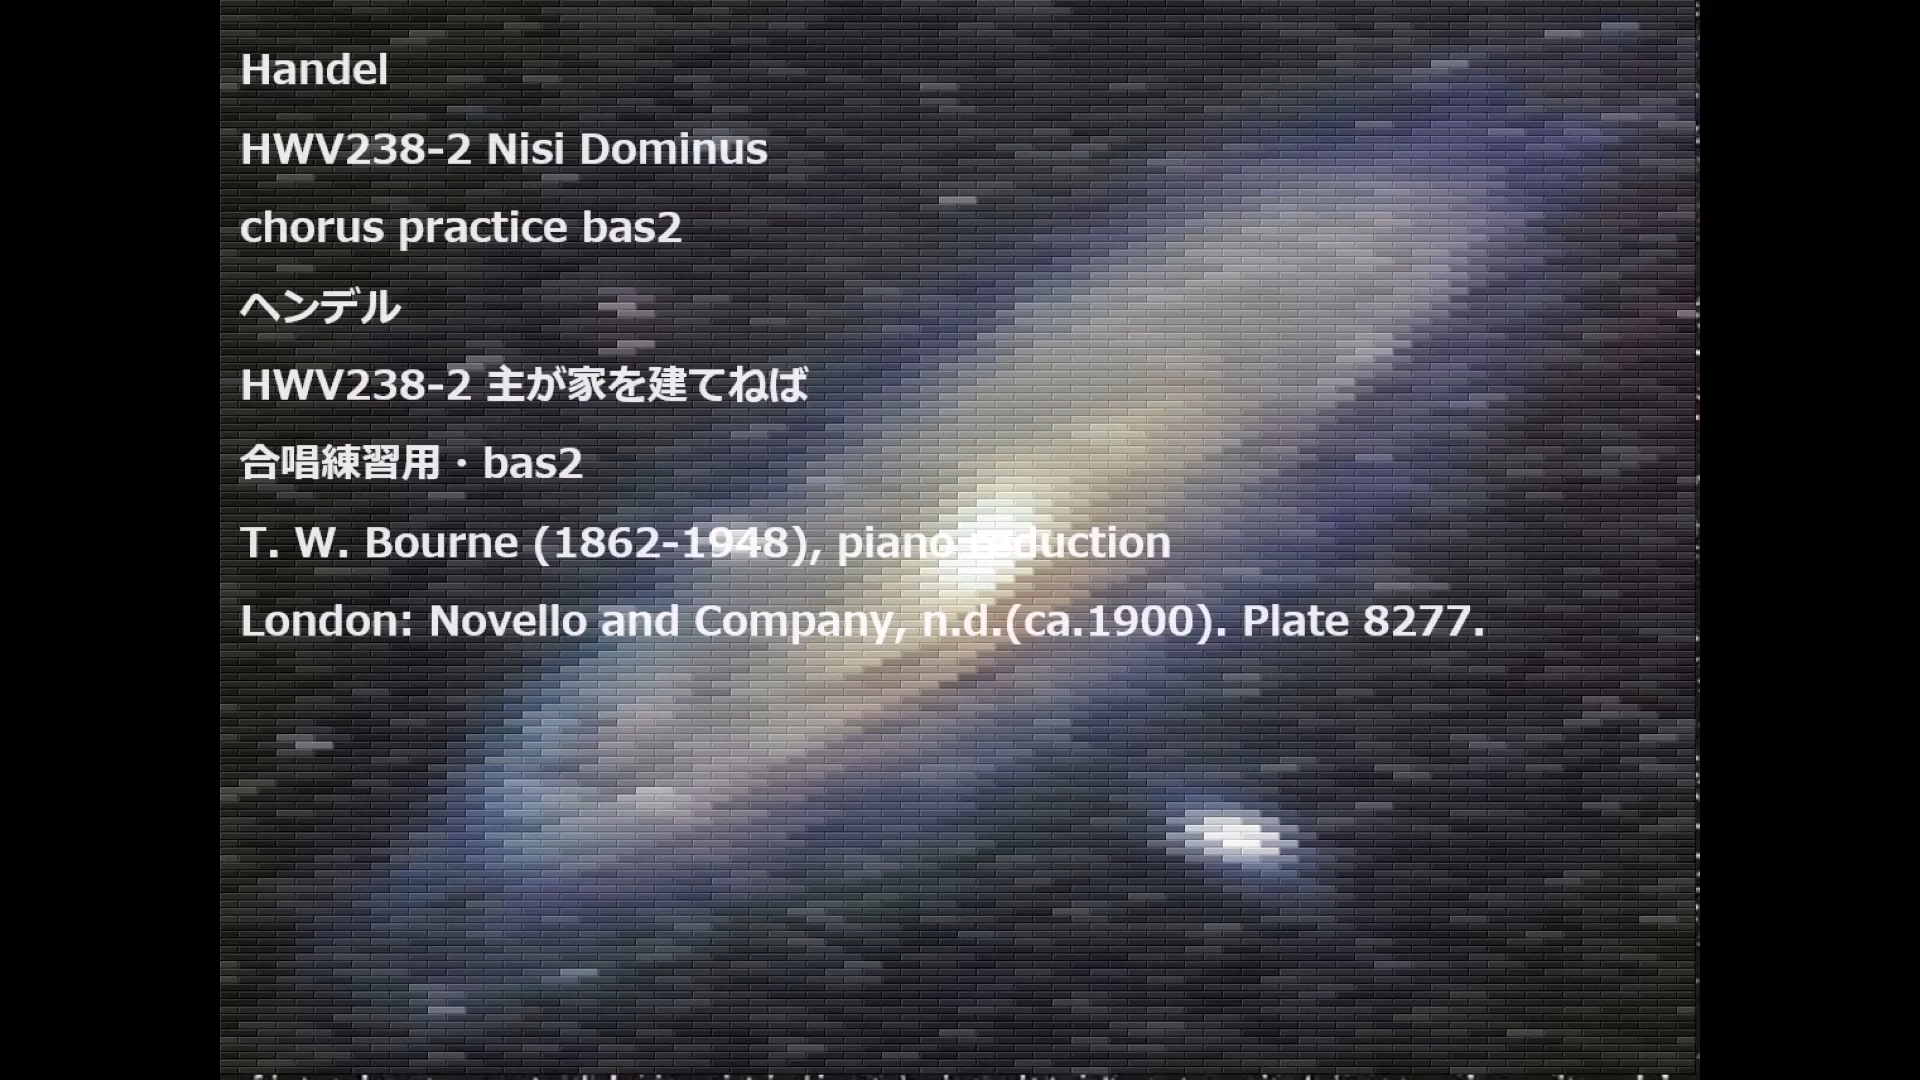 Handel
HWV238-2 Nisi Dominus
chorus practice bas2
ヘンデル
HWV238-2 主が家を建てねば
合唱練習用・bas2
T. W. Bourne (1862-1948), piano reduction
London: Novello and Company, n.d.(ca.1900). Plate 8277.